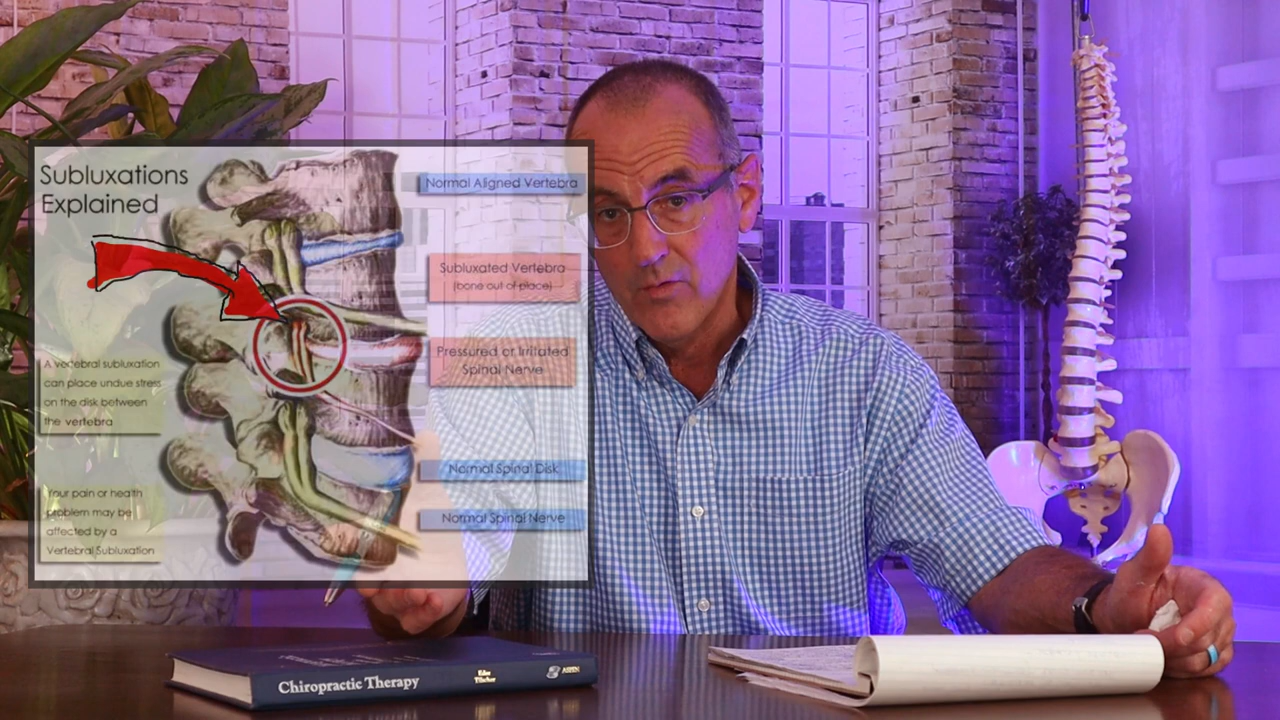 Subluxations
Explained
Normal Aligned Vertebra
Subluxated Vertebra
(bone out of place)
Pressured or Irritated
Spinal Nerve
A vertebral subluxation
can place undue stress
on the disk between
the vertebra
Normal Spinal Disk
Your pain or health
problem may be
affected by a
Vertebral Subluxation
Normal Spinal Nerve
Chiropractic Therapy
ASPEN